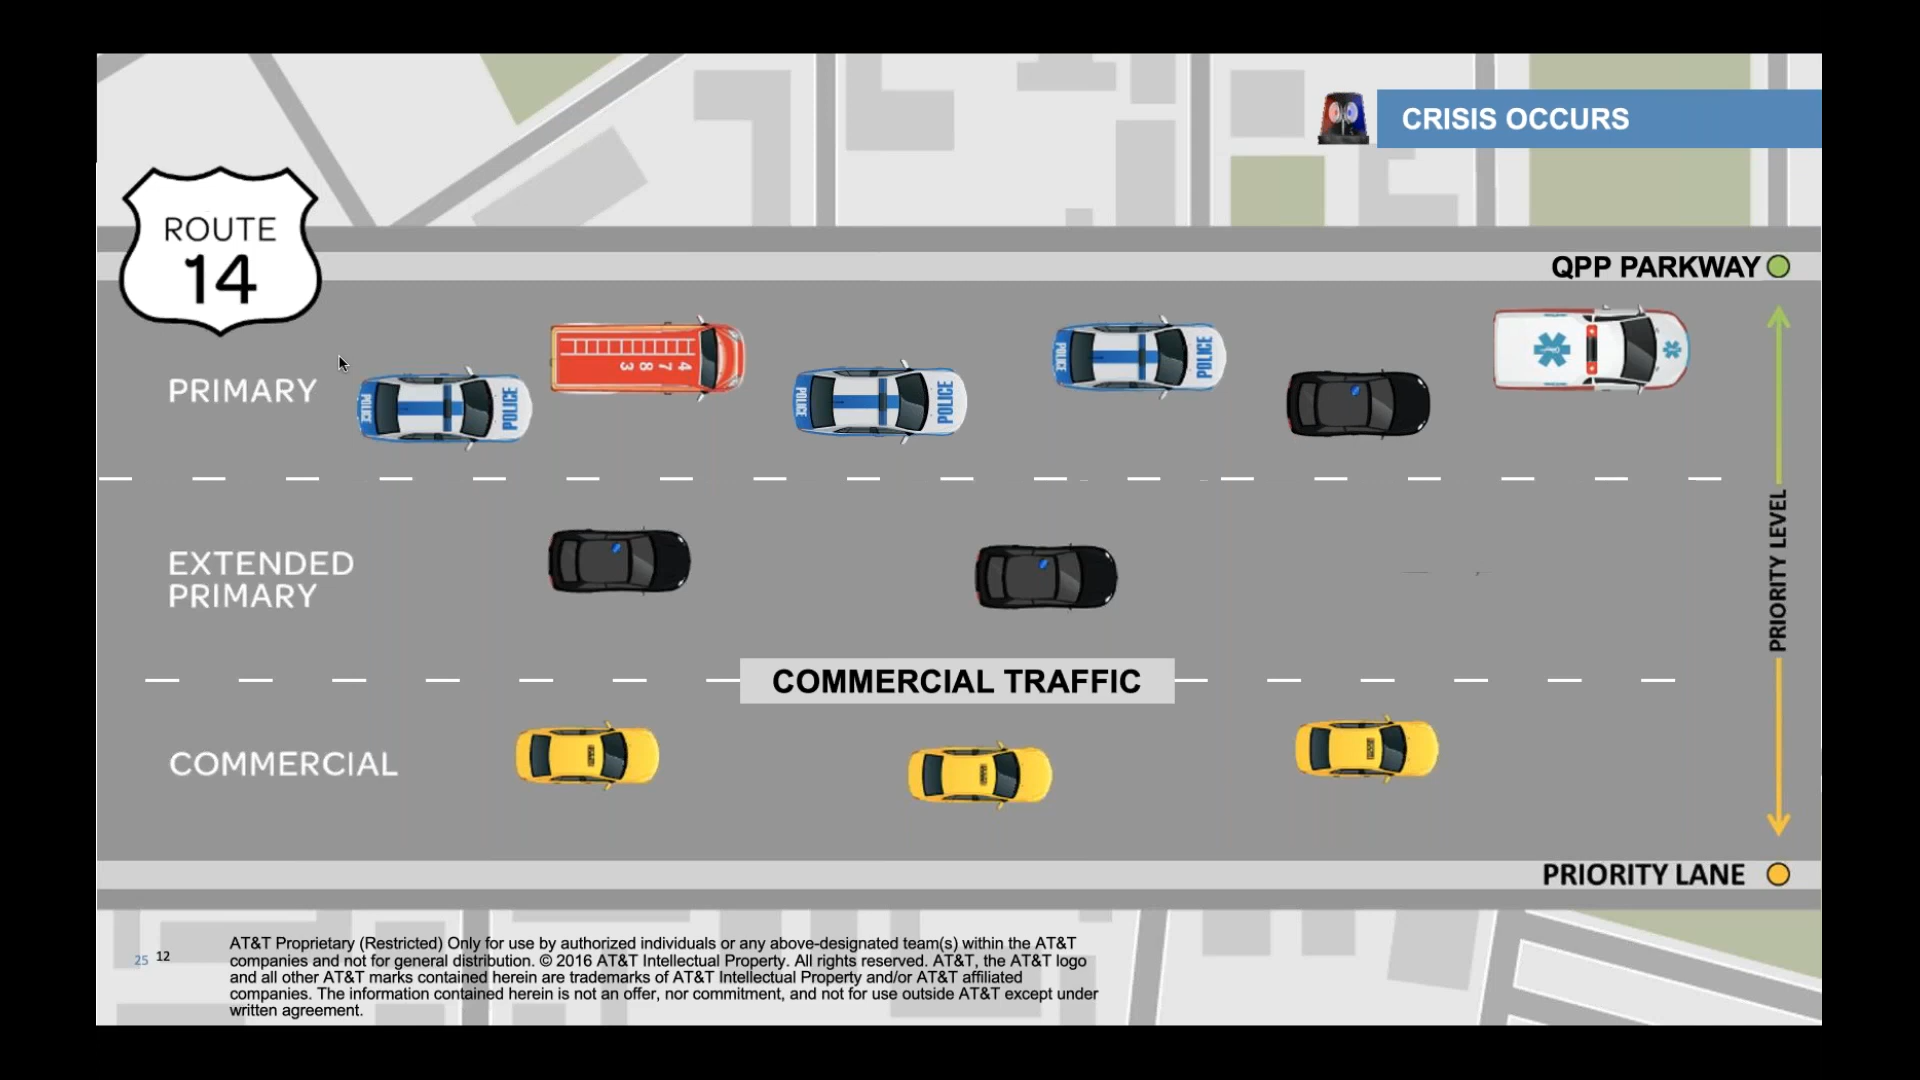 CRISIS OCCURS
ROUTE
14
QPP PARKWAY
PRIMARY
POLICE
POLICE
3 8 7 4
POLICE
POLICE
POLICE
POLICE
EXTENDED
PRIMARY
PRIORITY LEVEL
COMMERCIAL TRAFFIC
COMMERCIAL
PRIORITY LANE
25 12
AT&T Proprietary (Restricted) Only for use by authorized individuals or any above-designated team(s) within the AT&T
companies and not for general distribution. © 2016 AT&T Intellectual Property. All rights reserved. AT&T, the AT&T logo
and all other AT&T marks contained herein are trademarks of AT&T Intellectual Property and/or AT&T affiliated
companies. The information contained herein is not an offer, nor commitment, and not for use outside AT&T except under
written agreement.